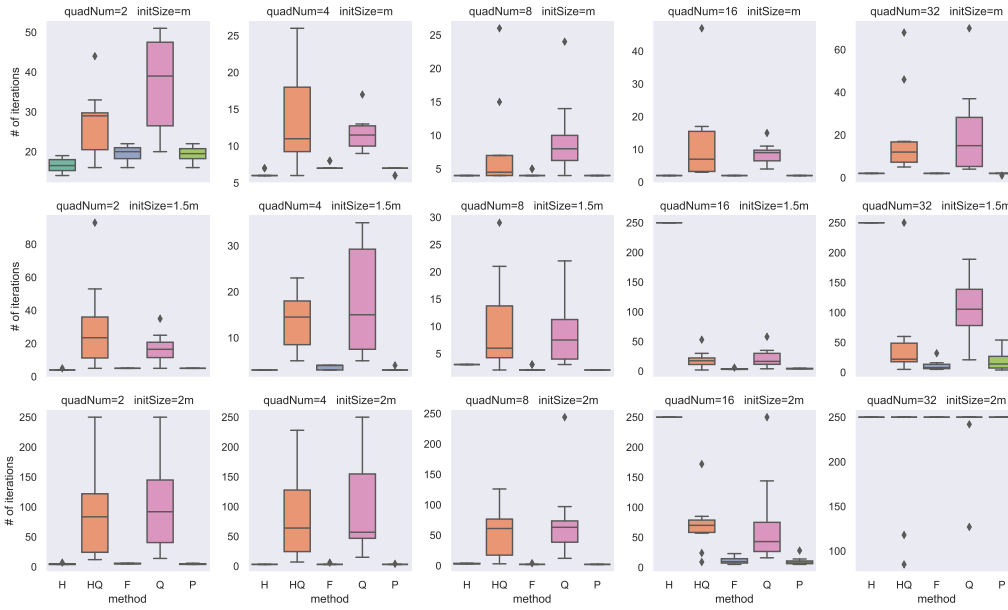 quadNum=2 initSize=m
quadNum=4 initSize=m
quadNum=8 initSize=m
quadNum=16 initSize=m
quadNum=32 initSize=m
# of iterations
50
40
30
20
25
20
15
10
5
25
20
15
10
5
40
30
20
10
0
60
40
20
0
quadNum=2 initSize=1.5m
quadNum=4 initSize=1.5m
quadNum=8 initSize=1.5m
quadNum=16 initSize=1.5m
quadNum=32 initSize=1.5m
# of iterations
80
60
40
20
0
30
20
10
30
25
20
15
10
5
250
200
150
100
50
0
250
200
150
100
50
0
quadNum=2 initSize=2m
quadNum=4 initSize=2m
quadNum=8 initSize=2m
quadNum=16 initSize=2m
quadNum=32 initSize=2m
# of iterations
250
200
150
100
50
0
250
200
150
100
50
0
250
200
150
100
50
0
250
200
150
100
50
0
250
200
150
100
H HQ F Q P
H HQ F Q P
H HQ F Q P
H HQ F Q P
H HQ F Q P
method
method
method
method
method